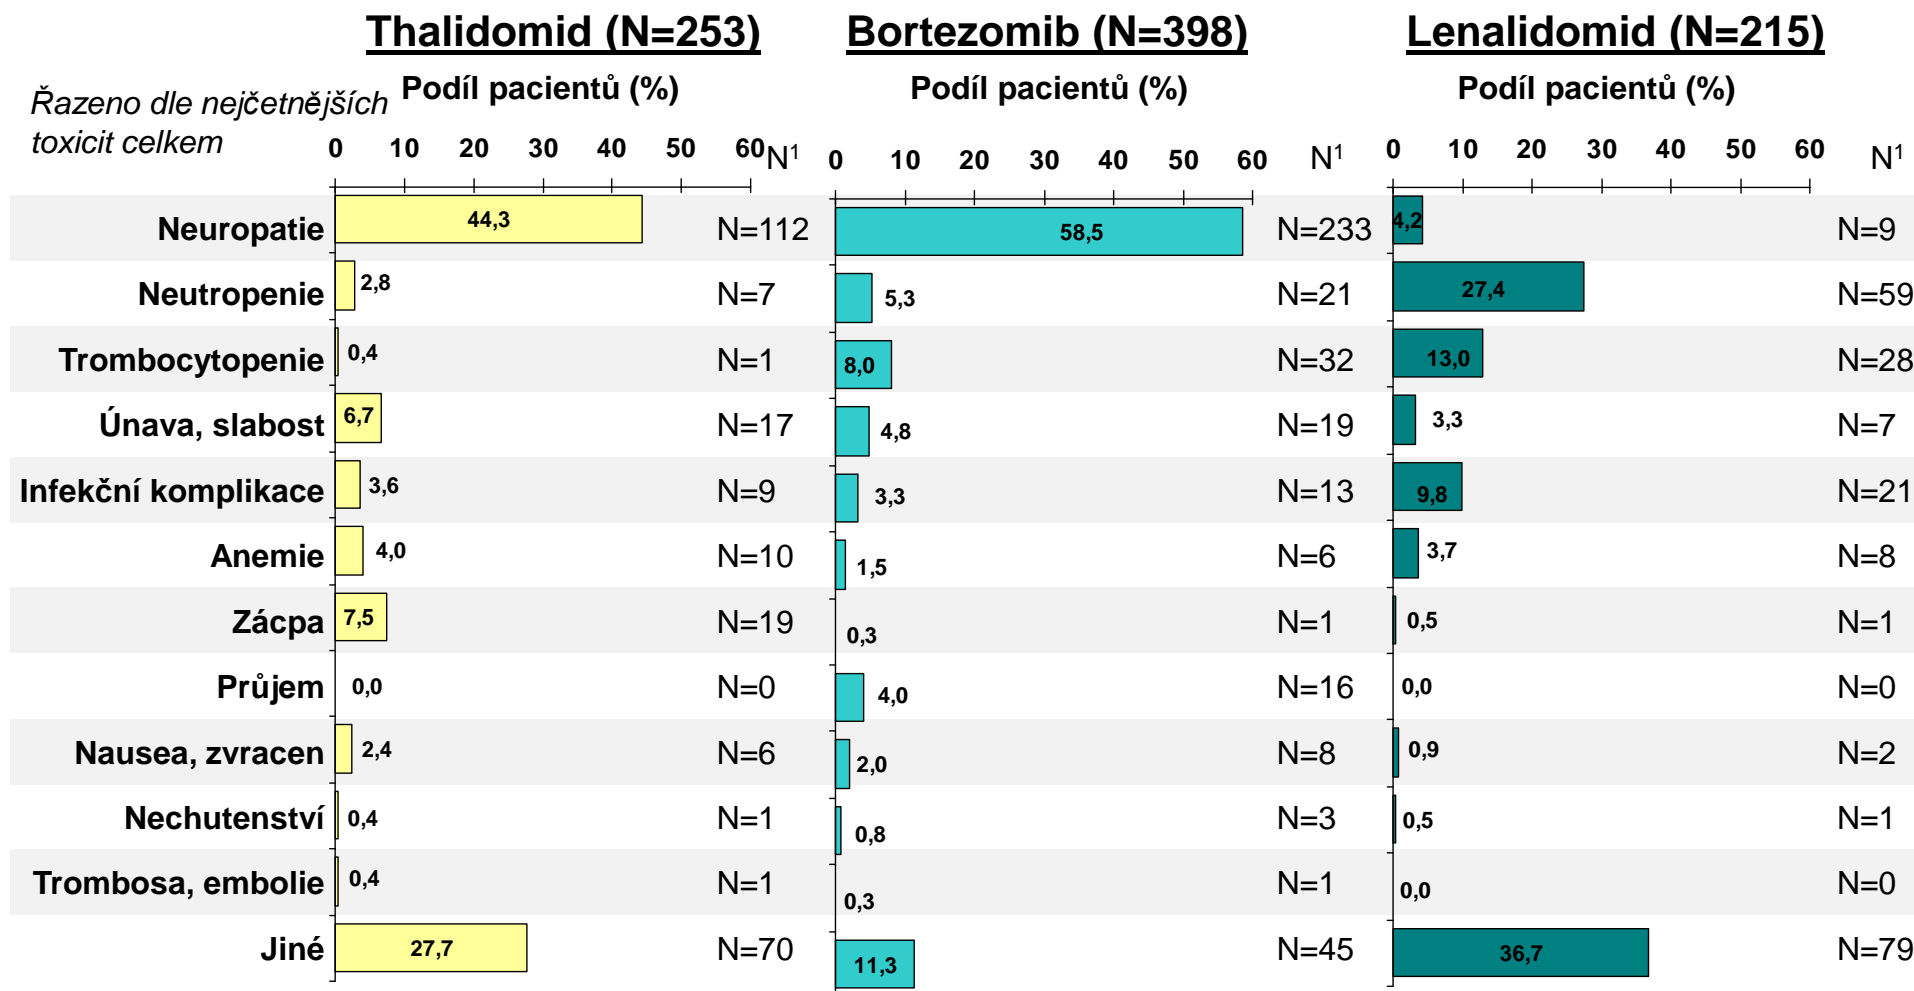 Thalidomid (N=253) Bortezomib (N=398) Lenalidomid (N=215)
Podíl pacientů (%) Podíl pacientů (%) Podíl pacientů (%)
Řazeno dle nejčetnějších
toxicit celkem
0 10 20 30 40 50 60 N¹ 0 10 20 30 40 50 60 N¹ 0 10 20 30 40 50 60 N¹
Neuropatie 44,3 N=112 58,5 N=233 4,2 N=9
Neutropenie 2,8 N=7 5,3 N=21 27,4 N=59
Trombocytopenie 0,4 N=1 8,0 N=32 13,0 N=28
Únava, slabost 6,7 N=17 4,8 N=19 3,3 N=7
Infekční komplikace 3,6 N=9 3,3 N=13 9,8 N=21
Anemie 4,0 N=10 1,5 N=6 3,7 N=8
Zácpa 7,5 N=19 0,3 N=1 0,5 N=1
Průjem 0,0 N=0 4,0 N=16 0,0 N=0
Nausea, zvracen 2,4 N=6 2,0 N=8 0,9 N=2
Nechutenství 0,4 N=1 0,8 N=3 0,5 N=1
Trombosa, embolie 0,4 N=1 0,3 N=1 0,0 N=0
Jiné 27,7 N=70 11,3 N=45 36,7 N=79